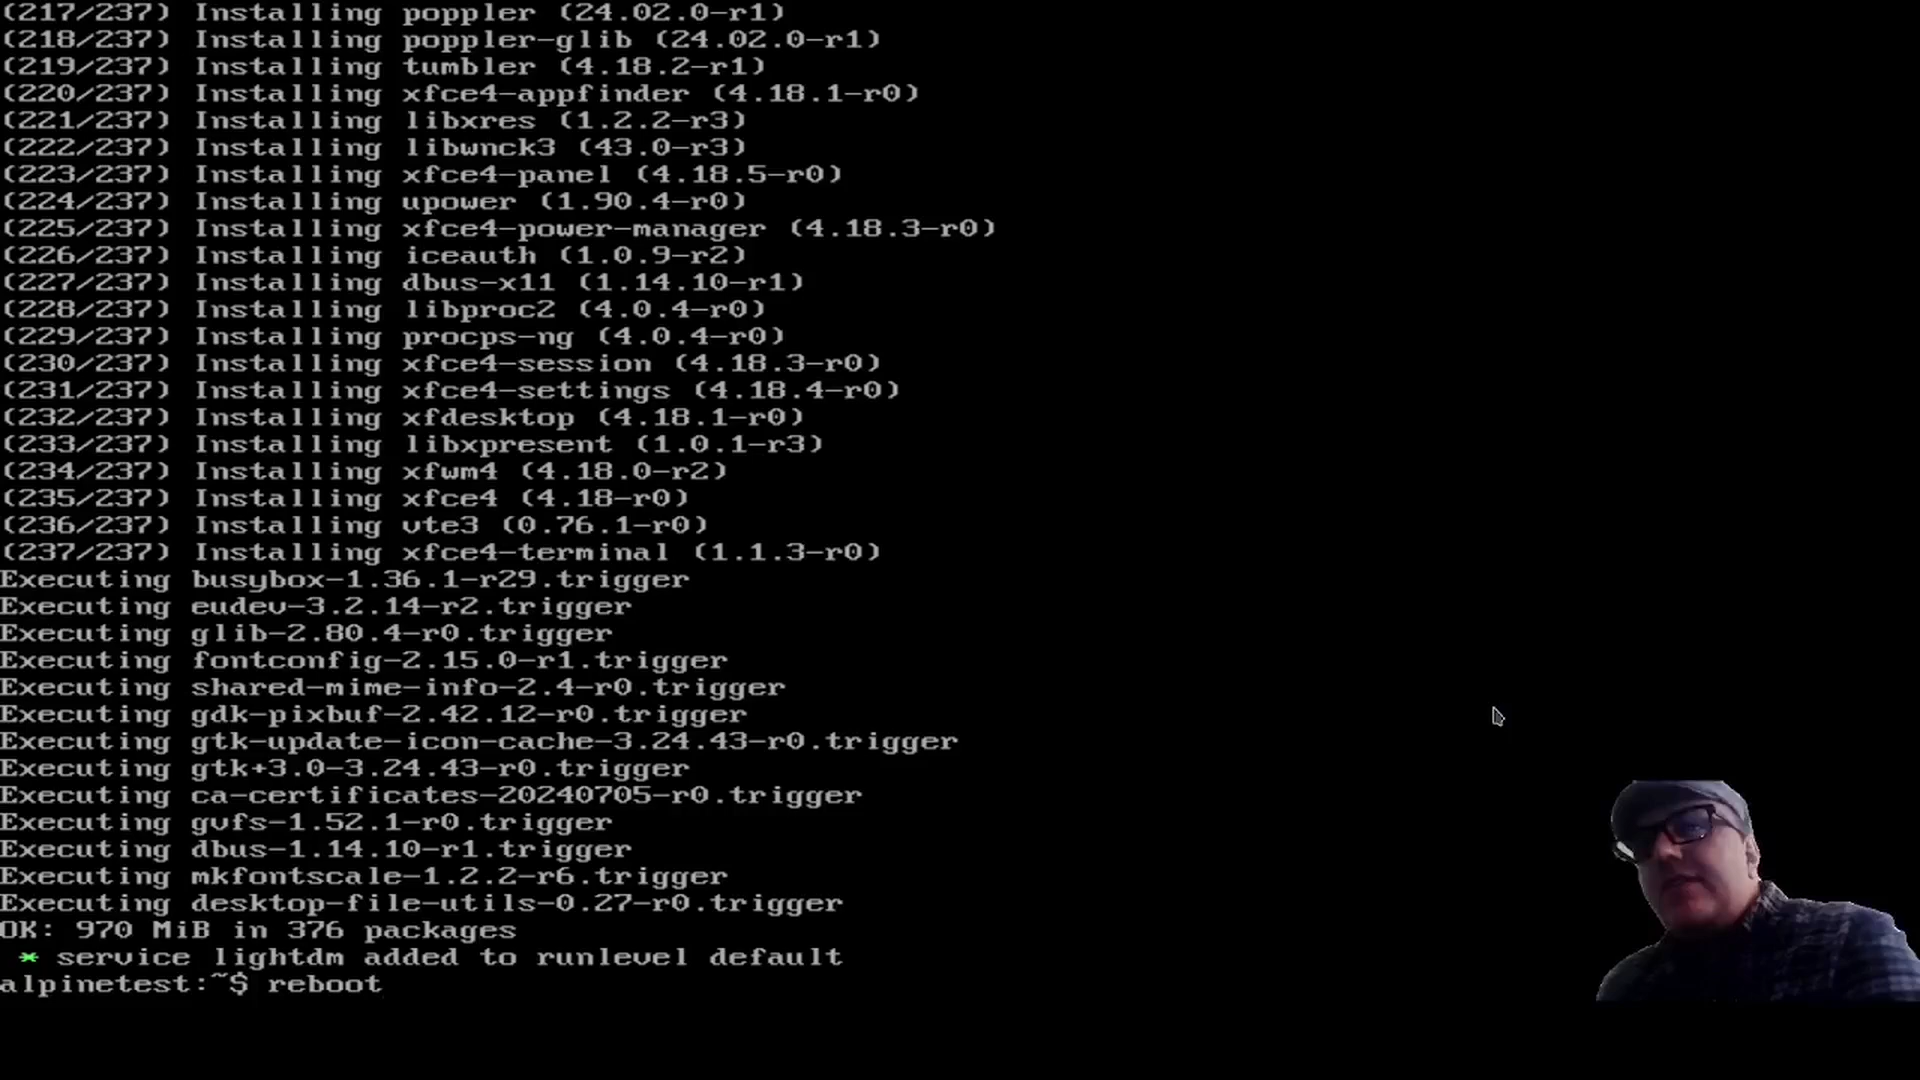 (217/237) Installing poppler (24.02.0-r1)
(218/237) Installing poppler-glib (24.02.0-r1)
(219/237) Installing tumbler (4.18.2-r1)
(220/237) Installing xfce4-appfinder (4.18.1-r0)
(221/237) Installing libxres (1.2.2-r3)
(222/237) Installing libwnck3 (43.0-r3)
(223/237) Installing xfce4-panel (4.18.5-r0)
(224/237) Installing upower (1.90.4-r0)
(225/237) Installing xfce4-power-manager (4.18.3-r0)
(226/237) Installing iceauth (1.0.9-r2)
(227/237) Installing dbus-x11 (1.14.10-r1)
(228/237) Installing libproc2 (4.0.4-r0)
(229/237) Installing procps-ng (4.0.4-r0)
(230/237) Installing xfce4-session (4.18.3-r0)
(231/237) Installing xfce4-settings (4.18.4-r0)
(232/237) Installing xfdesktop (4.18.1-r0)
(233/237) Installing libxpresent (1.0.1-r3)
(234/237) Installing xfwm4 (4.18.0-r2)
(235/237) Installing xfce4 (4.18-r0)
(236/237) Installing vte3 (0.76.1-r0)
(237/237) Installing xfce4-terminal (1.1.3-r0)
Executing busybox-1.36.1-r29.trigger
Executing eudev-3.2.14-r2.trigger
Executing glib-2.80.4-r0.trigger
Executing fontconfig-2.15.0-r1.trigger
Executing shared-mime-info-2.4-r0.trigger
Executing gdk-pixbuf-2.42.12-r0.trigger
Executing gtk-update-icon-cache-3.24.43-r0.trigger
Executing gtk+3.0-3.24.43-r0.trigger
Executing ca-certificates-20240705-r0.trigger
Executing gvfs-1.52.1-r0.trigger
Executing dbus-1.14.10-r1.trigger
Executing mkfontscale-1.2.2-r6.trigger
Executing desktop-file-utils-0.27-r0.trigger
OK: 970 MiB in 376 packages
* service lightdm added to runlevel default
alpinetest:~$ reboot